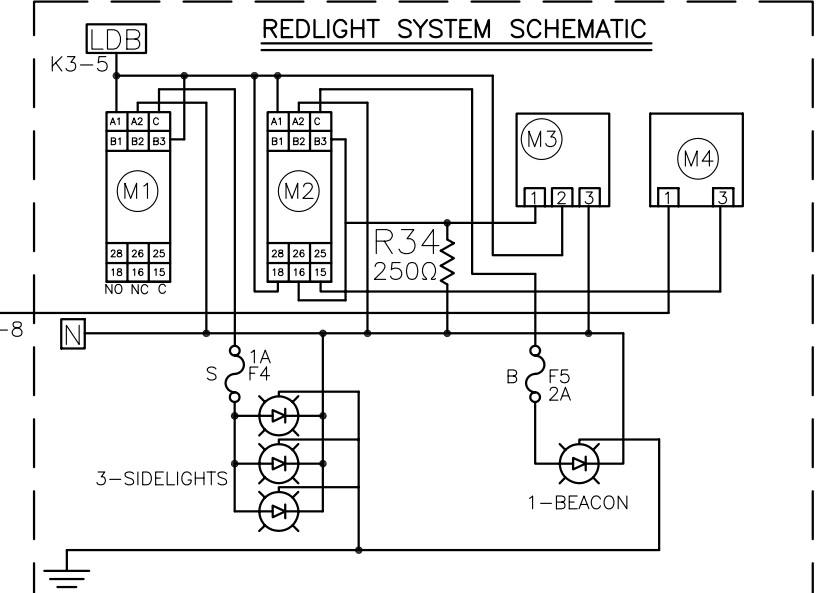 REDLIGHT SYSTEM SCHEMATIC
LDB
K3-5
A1 A2 C
B1 B2 B3
M1
28 26 25
18 16 15
NO NC C
A1 A2 C
B1 B2 B3
M2
28 26 25
18 16 15
M3
1 2 3
M4
1 3
R34
250Ω
-8
N
S
1A
F4
B
F5
2A
3-SIDELIGHTS
1-BEACON